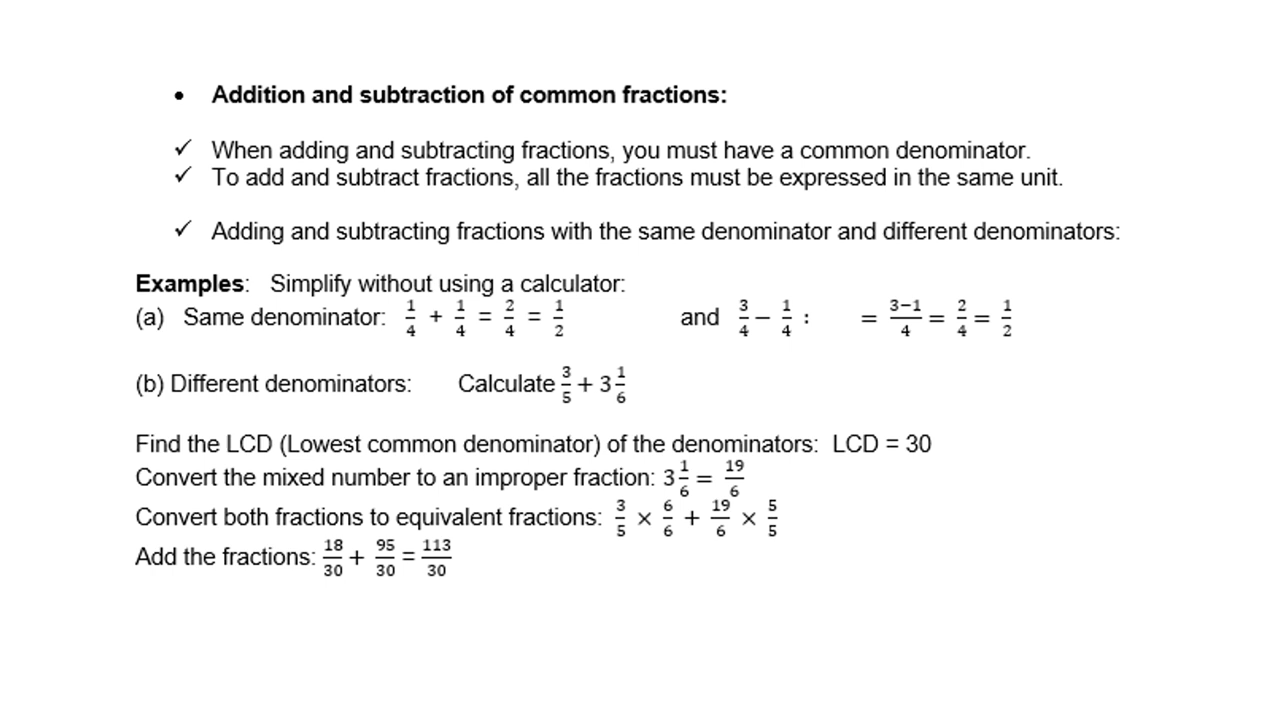 • Addition and subtraction of common fractions:
✓ When adding and subtracting fractions, you must have a common denominator.
✓ To add and subtract fractions, all the fractions must be expressed in the same unit.
✓ Adding and subtracting fractions with the same denominator and different denominators:
Examples: Simplify without using a calculator:
(a) Same denominator: 1/4 + 1/4 = 2/4 = 1/2 and 3/4 − 1/4 : = 3−1/4 = 2/4 = 1/2
(b) Different denominators: Calculate 3/5 + 3 1/6
Find the LCD (Lowest common denominator) of the denominators: LCD = 30
Convert the mixed number to an improper fraction: 3 1/6 = 19/6
Convert both fractions to equivalent fractions: 3/5 × 6/6 + 19/6 × 5/5
Add the fractions: 18/30 + 95/30 = 113/30